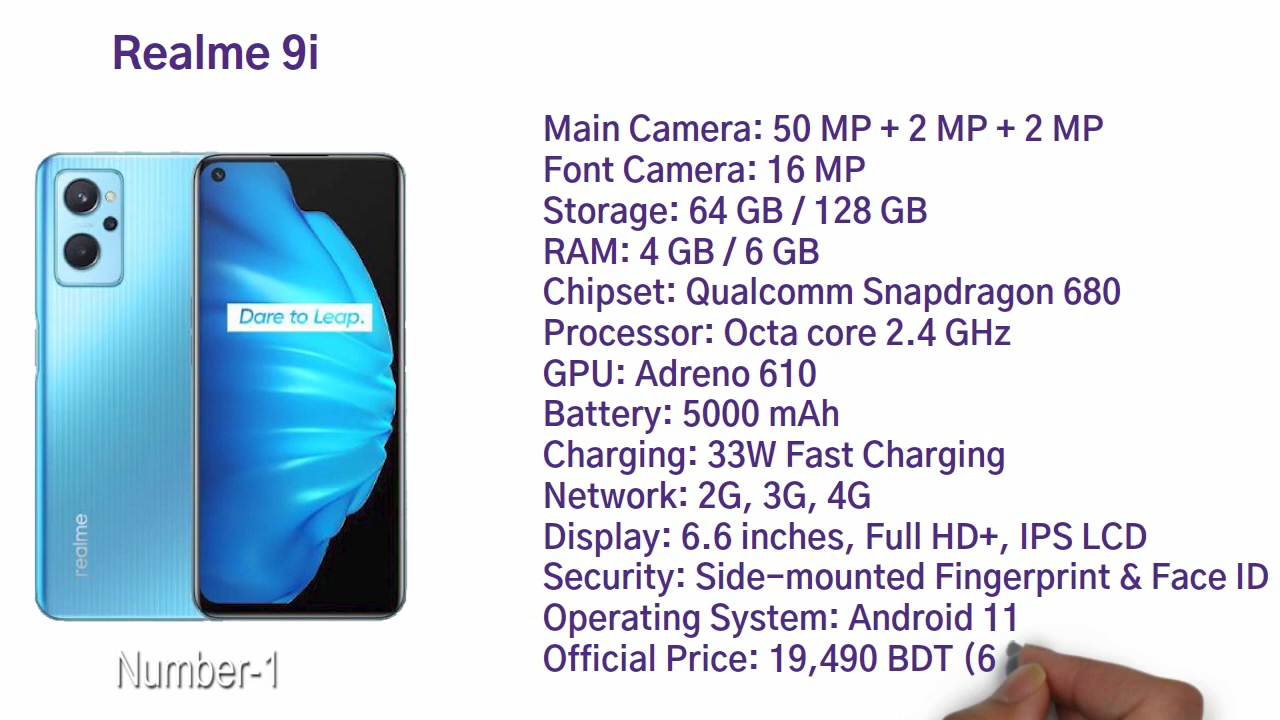 Realme 9i
Main Camera: 50 MP + 2 MP + 2 MP
Font Camera: 16 MP
Storage: 64 GB / 128 GB
RAM: 4 GB / 6 GB
Chipset: Qualcomm Snapdragon 680
Processor: Octa core 2.4 GHz
GPU: Adreno 610
Battery: 5000 mAh
Charging: 33W Fast Charging
Network: 2G, 3G, 4G
Display: 6.6 inches, Full HD+, IPS LCD
Security: Side-mounted Fingerprint & Face ID
Operating System: Android 11
Official Price: 19,490 BDT (6
Dare to Leap.
realme
Number-1